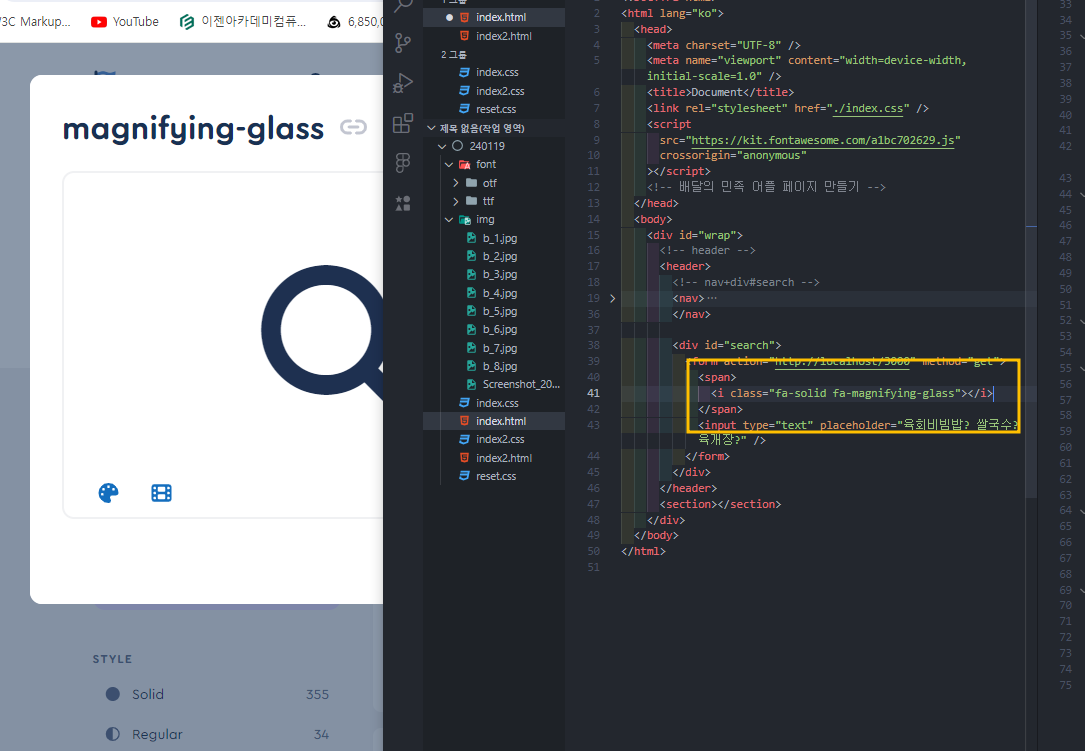 3C Markup...
YouTube
이젠아카데미컴퓨...
6,850,0
magnifying-glass
STYLE
Solid 355
Regular 34
index.html
index2.html
2 그룹
index.css
index2.css
reset.css
제목 없음(작업 영역)
240119
font
otf
ttf
img
b_1.jpg
b_2.jpg
b_3.jpg
b_4.jpg
b_5.jpg
b_6.jpg
b_7.jpg
b_8.jpg
Screenshot_20...
index.css
index.html
index2.css
index2.html
reset.css
2 <html lang="ko">
3 <head>
4 <meta charset="UTF-8" />
5 <meta name="viewport" content="width=device-width,
initial-scale=1.0" />
6 <title>Document</title>
7 <link rel="stylesheet" href="./index.css" />
8 <script
9 src="https://kit.fontawesome.com/a1bc702629.js"
10 crossorigin="anonymous"
11 ></script>
12 <!-- 배달의 민족 어플 페이지 만들기 -->
13 </head>
14 <body>
15 <div id="wrap">
16 <!-- header -->
17 <header>
18 <!-- nav+div#search -->
19 <nav>…
36 </nav>
37
38 <div id="search">
39 <form action="http://localhost/3000" method="get">
40 <span>
41 <i class="fa-solid fa-magnifying-glass"></i>
42 </span>
43 <input type="text" placeholder="육회비빔밥? 쌀국수?
육개장?" />
44 </form>
45 </div>
46 </header>
47 <section></section>
48 </div>
49 </body>
50 </html>
51
33
34
35
36
37
38
39
40
41
42
43
44
45
46
47
48
49
50
51
52
53
54
55
56
57
58
59
60
61
62
63
64
65
66
67
68
69
70
71
72
73
74
75